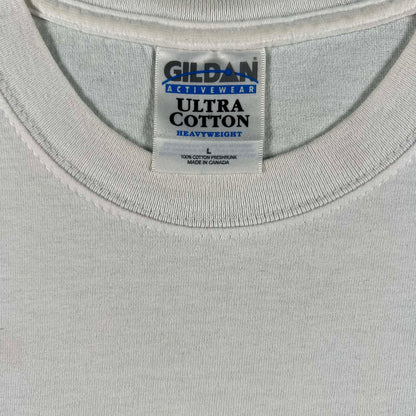 GILDAN
ACTIVEWEAR
ULTRA
COTTON
HEAVYWEIGHT
L
100% COTTON PRESHRUNK
MADE IN CANADA